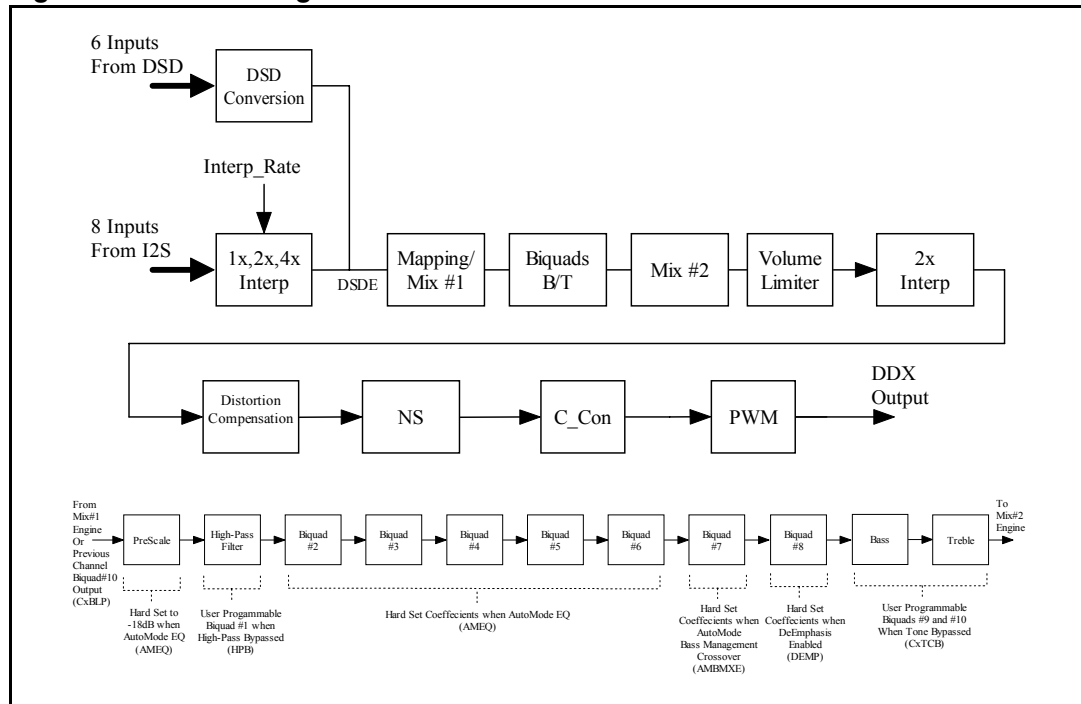 6 Inputs
From DSD
DSD
Conversion
Interp_Rate
8 Inputs
From I2S
1x,2x,4x
Interp
DSDE
Mapping/
Mix #1
Biquads
B/T
Mix #2
Volume
Limiter
2x
Interp
Distortion
Compensation
NS
C_Con
PWM
DDX
Output
From
Mix#1
Engine
Or
Previous
Channel
Biquad#10
Output
(CxBLP)
PreScale
High-Pass
Filter
Biquad
#2
Biquad
#3
Biquad
#4
Biquad
#5
Biquad
#6
Biquad
#7
Biquad
#8
Bass
Treble
To
Mix#2
Engine
Hard Set to
-18dB when
AutoMode EQ
(AMEQ)
User Progammable
Biquad #1 when
High-Pass Bypassed
(HPB)
Hard Set Coeffecients when AutoMode EQ
(AMEQ)
Hard Set
Coeffecients when
AutoMode
Bass Management
Crossover
(AMBMXE)
Hard Set
Coeffecients when
DeEmphasis
Enabled
(DEMP)
User Programmable
Biquads #9 and #10
When Tone Bypassed
(CxTCB)